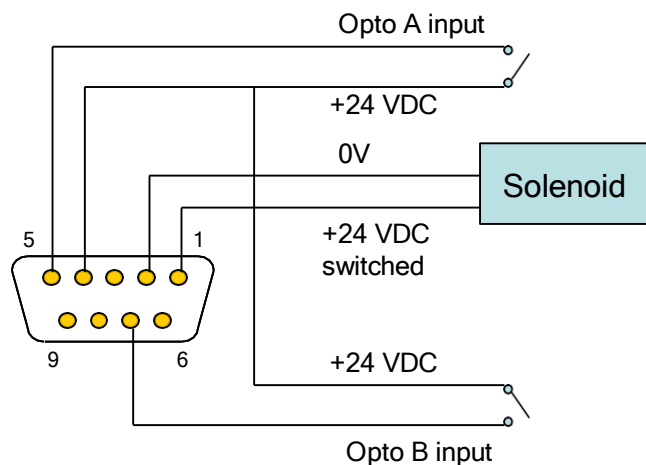 Opto A input
+24 VDC
0V
Solenoid
+24 VDC
switched
5
1
9
6
+24 VDC
Opto B input